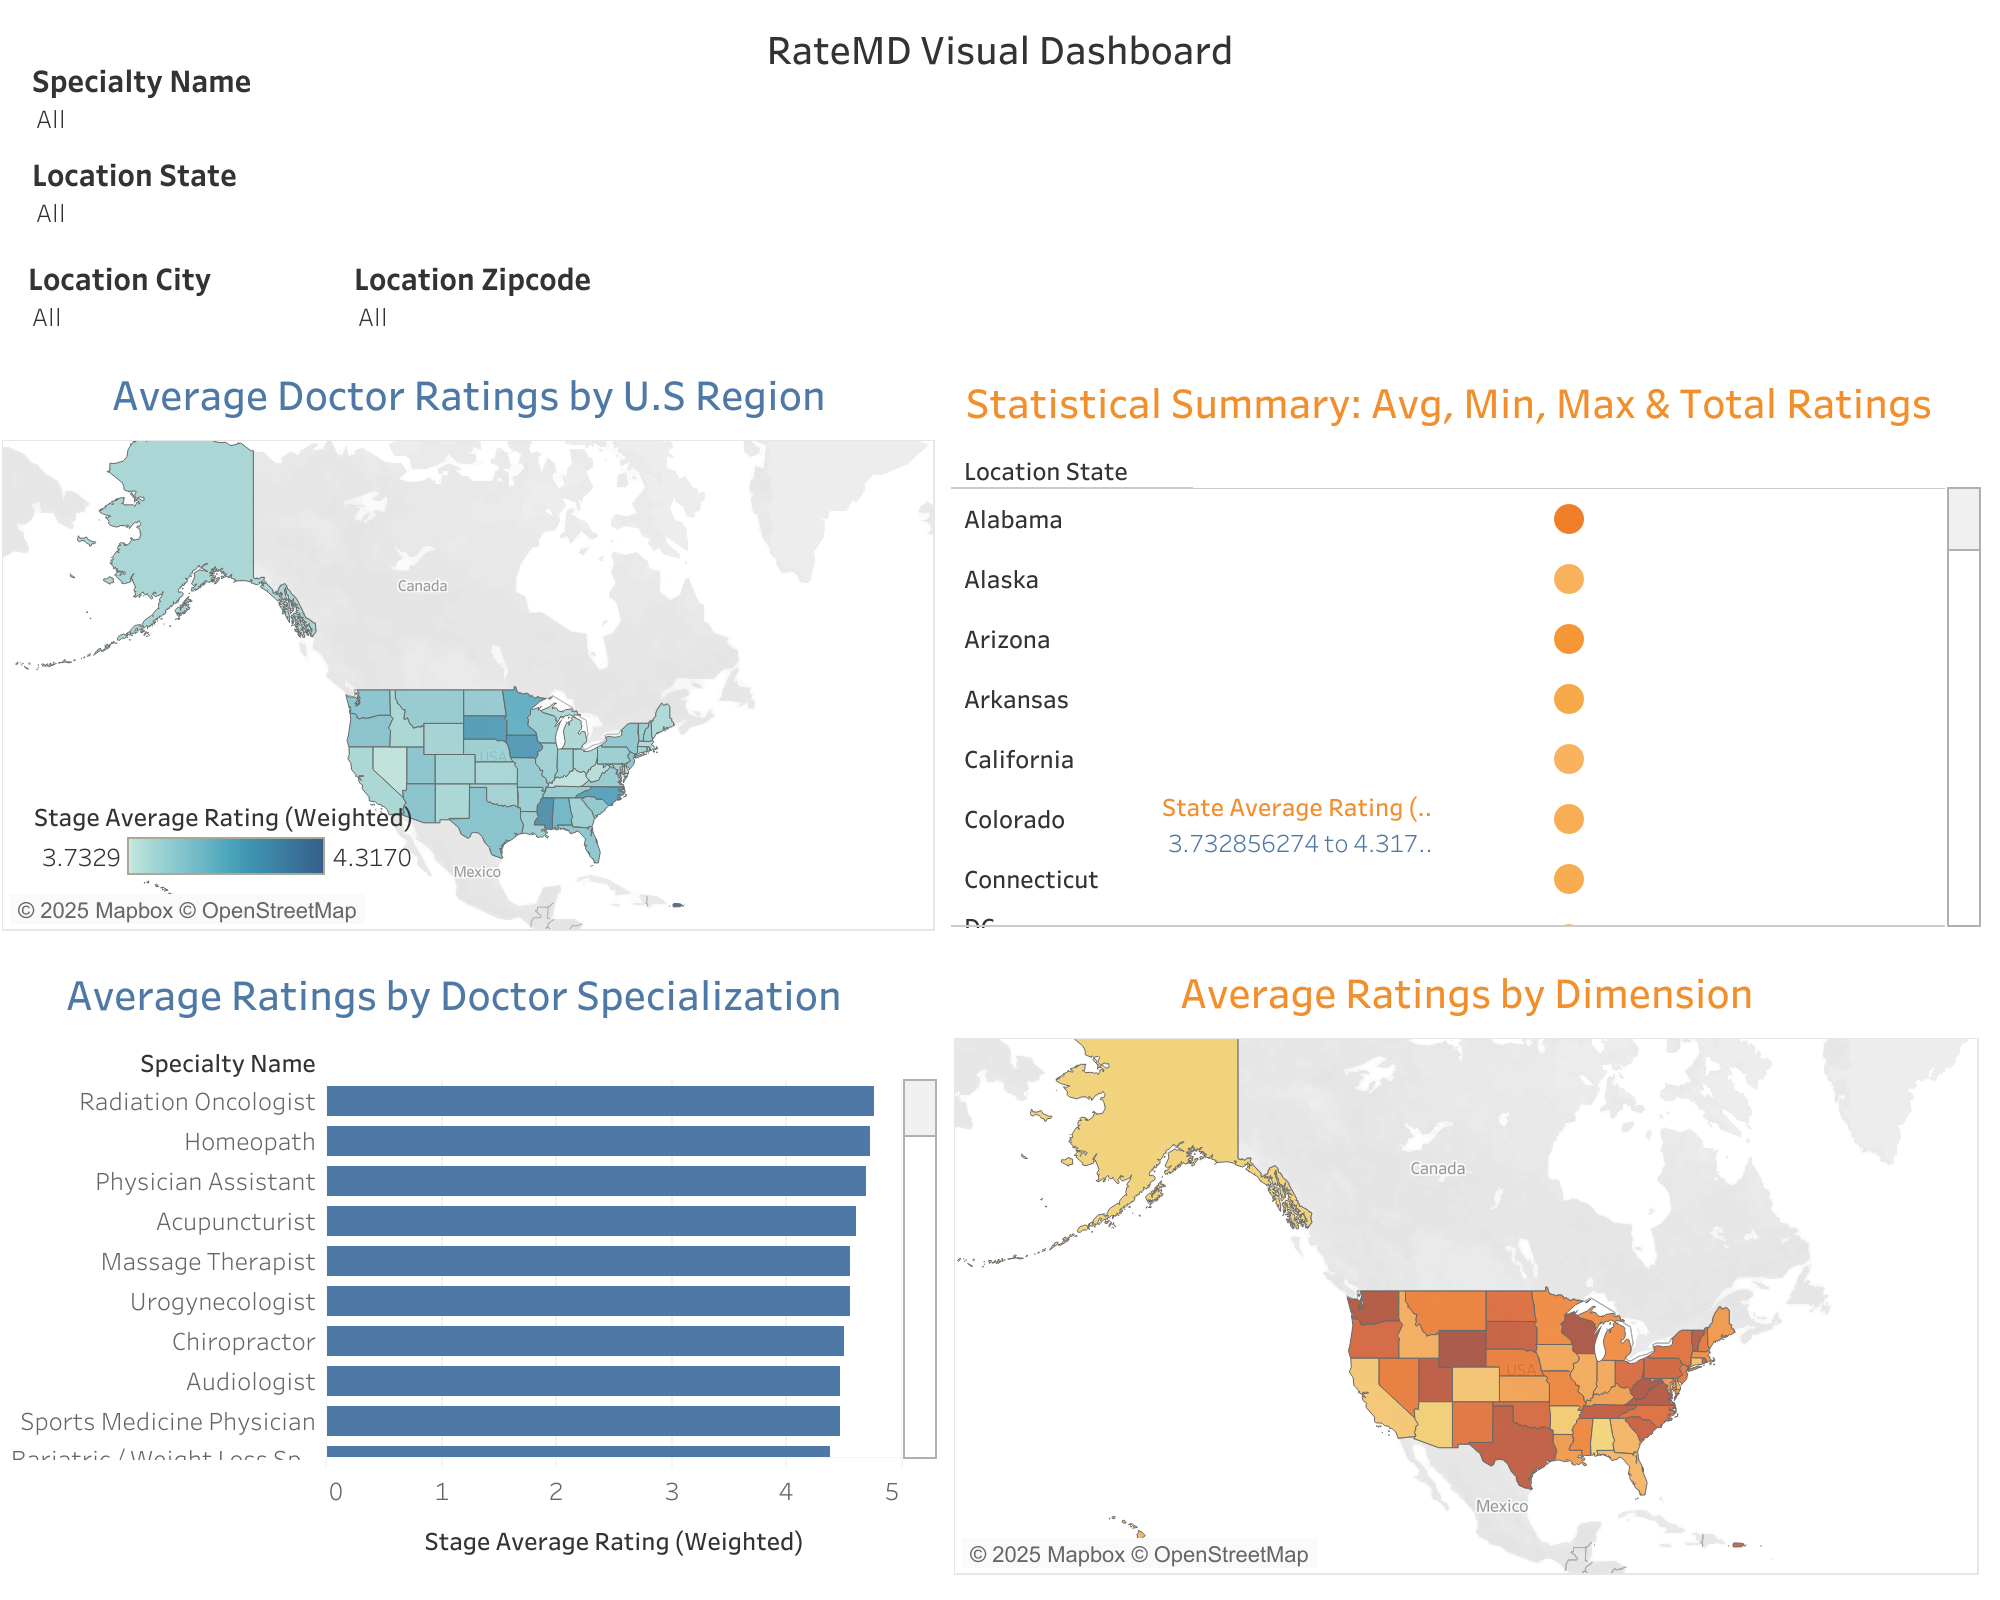 RateMD Visual Dashboard
Specialty Name
All
Location State
All
Location City
All
Location Zipcode
All
Average Doctor Ratings by U.S Region
Canada
USA
Mexico
Stage Average Rating (Weighted)
3.7329
4.3170
© 2025 Mapbox © OpenStreetMap
Statistical Summary: Avg, Min, Max & Total Ratings
Location State
Alabama
Alaska
Arizona
Arkansas
California
Colorado
Connecticut
DC
State Average Rating (..
3.732856274 to 4.317..
Average Ratings by Doctor Specialization
Specialty Name
Radiation Oncologist
Homeopath
Physician Assistant
Acupuncturist
Massage Therapist
Urogynecologist
Chiropractor
Audiologist
Sports Medicine Physician
Bariatric / Weight Loss Sp..
0 1 2 3 4 5
Stage Average Rating (Weighted)
Average Ratings by Dimension
Canada
USA
Mexico
© 2025 Mapbox © OpenStreetMap